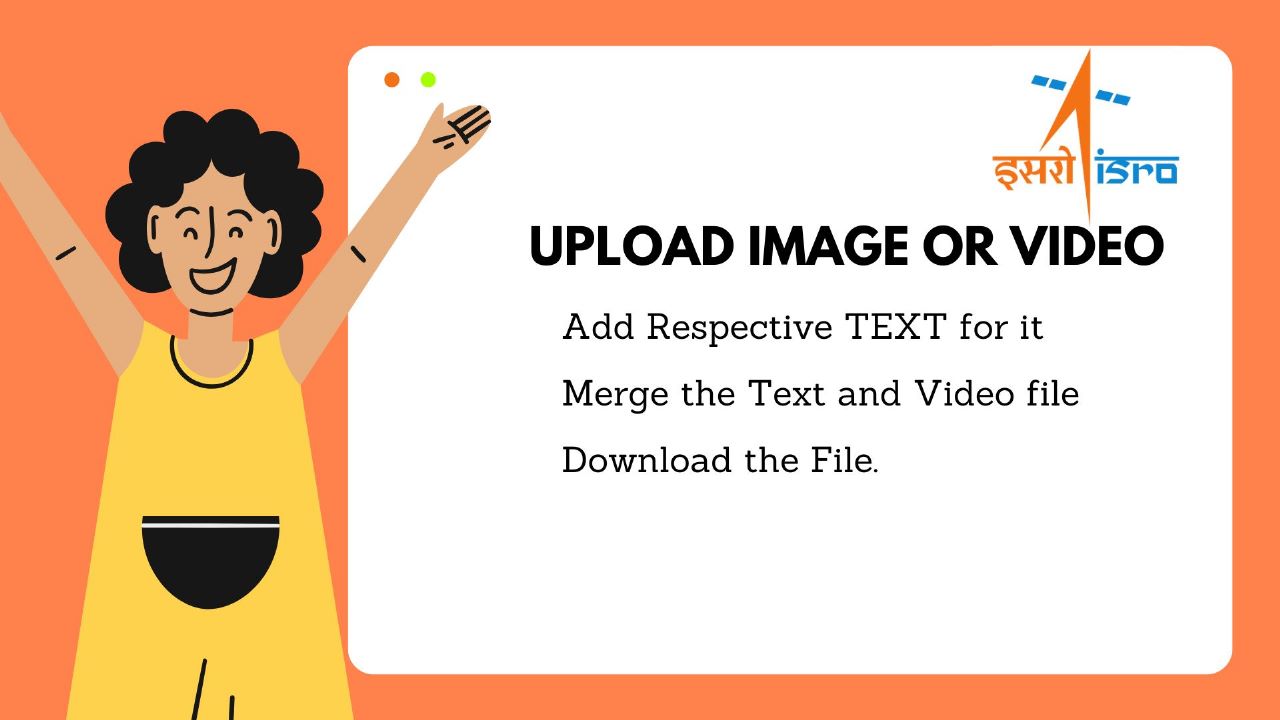 इसरो isro
UPLOAD IMAGE OR VIDEO
Add Respective TEXT for it
Merge the Text and Video file
Download the File.